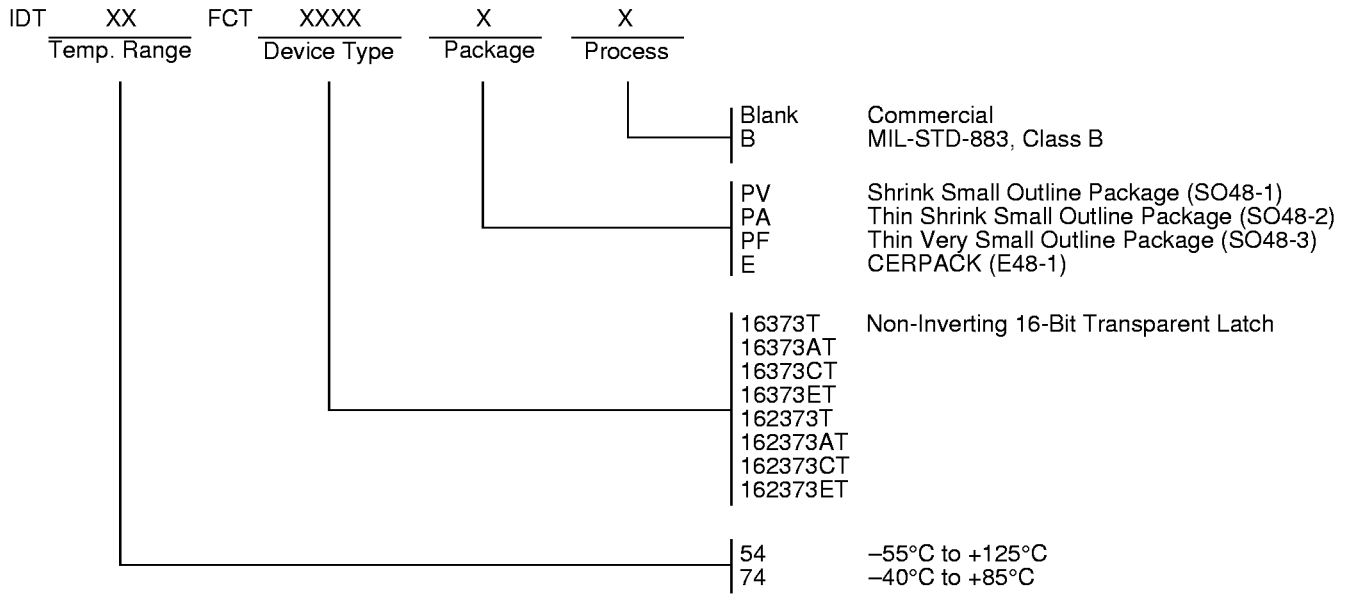 IDT XX FCT XXXX X X
Temp. Range Device Type Package Process
Blank Commercial
B MIL-STD-883, Class B
PV Shrink Small Outline Package (SO48-1)
PA Thin Shrink Small Outline Package (SO48-2)
PF Thin Very Small Outline Package (SO48-3)
E CERPACK (E48-1)
16373T Non-Inverting 16-Bit Transparent Latch
16373AT
16373CT
16373ET
162373T
162373AT
162373CT
162373ET
54 –55°C to +125°C
74 –40°C to +85°C